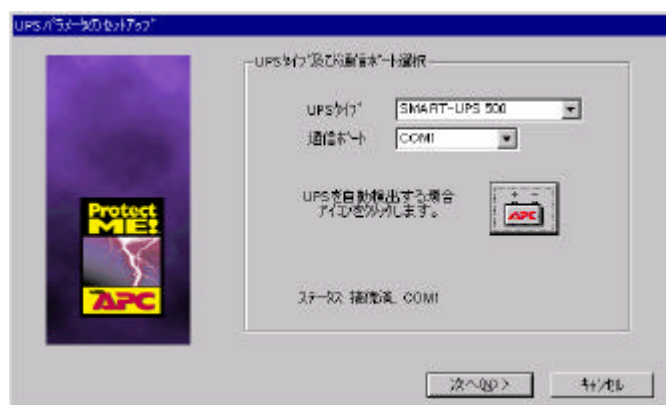 UPSパラメータのセットアップ
UPSタイプ及び通信ポート選択
UPSタイプ SMART-UPS 500
通信ポート COM1
UPSを自動検出する場合
アイコンをクリックします。
Protect
ME!
APC
APC
ステータス 接続済, COM1
次へ(N) >
キャンセル